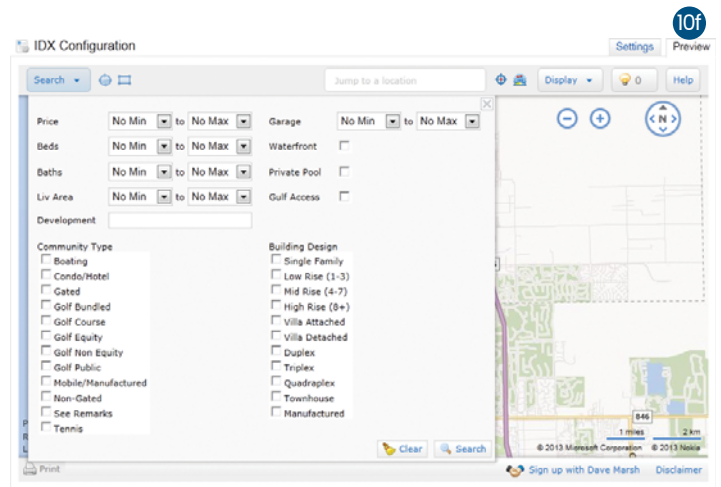 10f
IDX Configuration
Settings Preview
Search Jump to a location Display 0 Help
Price No Min to No Max Garage No Min to No Max
Beds No Min to No Max Waterfront
Baths No Min to No Max Private Pool
Liv Area No Min to No Max Gulf Access
Development
Community Type
Boating
Condo/Hotel
Gated
Golf Bundled
Golf Course
Golf Equity
Golf Non Equity
Golf Public
Mobile/Manufactured
Non-Gated
See Remarks
Tennis
Building Design
Single Family
Low Rise (1-3)
Mid Rise (4-7)
High Rise (8+)
Villa Attached
Villa Detached
Duplex
Triplex
Quadraplex
Townhouse
Manufactured
Clear Search
N
846
1 miles 2 km
© 2013 Microsoft Corporation © 2013 Nokia
P
R
L
Print Sign up with Dave Marsh Disclaimer